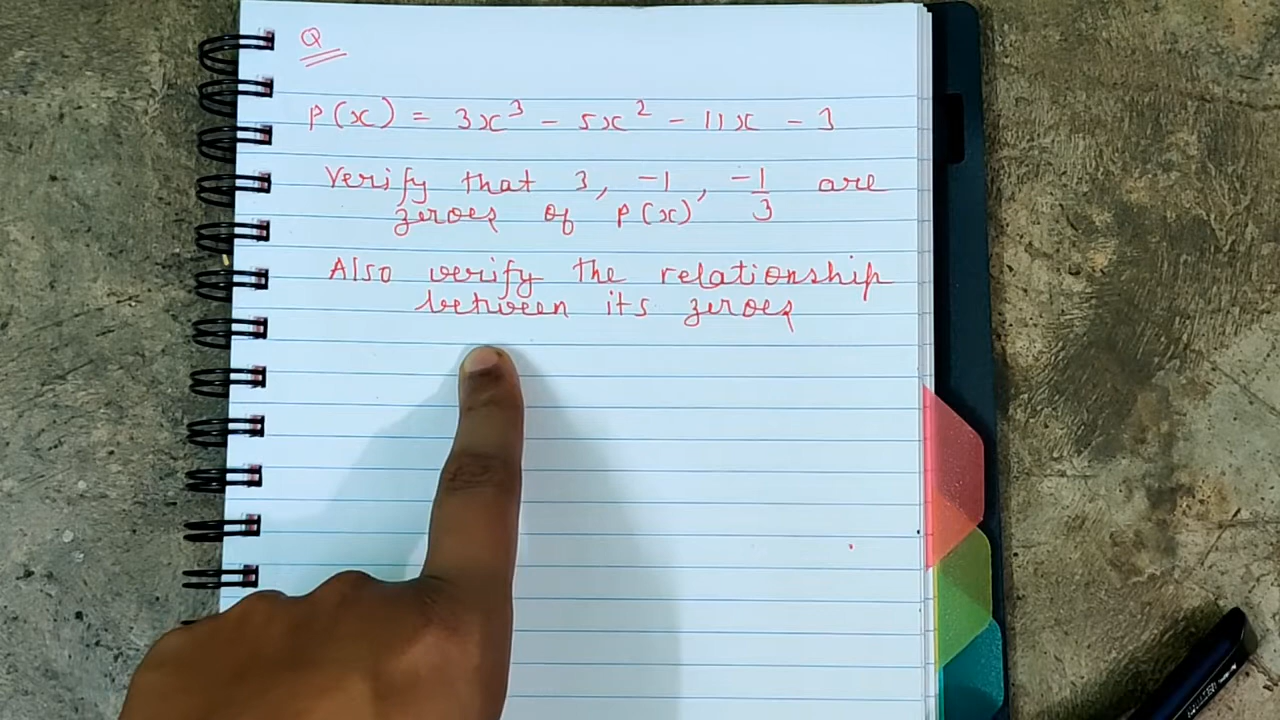 Q
p(x) = 3x³ - 5x² - 11x - 3
Verify that 3, -1, -1/3 are
zeroes of p(x)
Also verify the relationship
between its zeroes